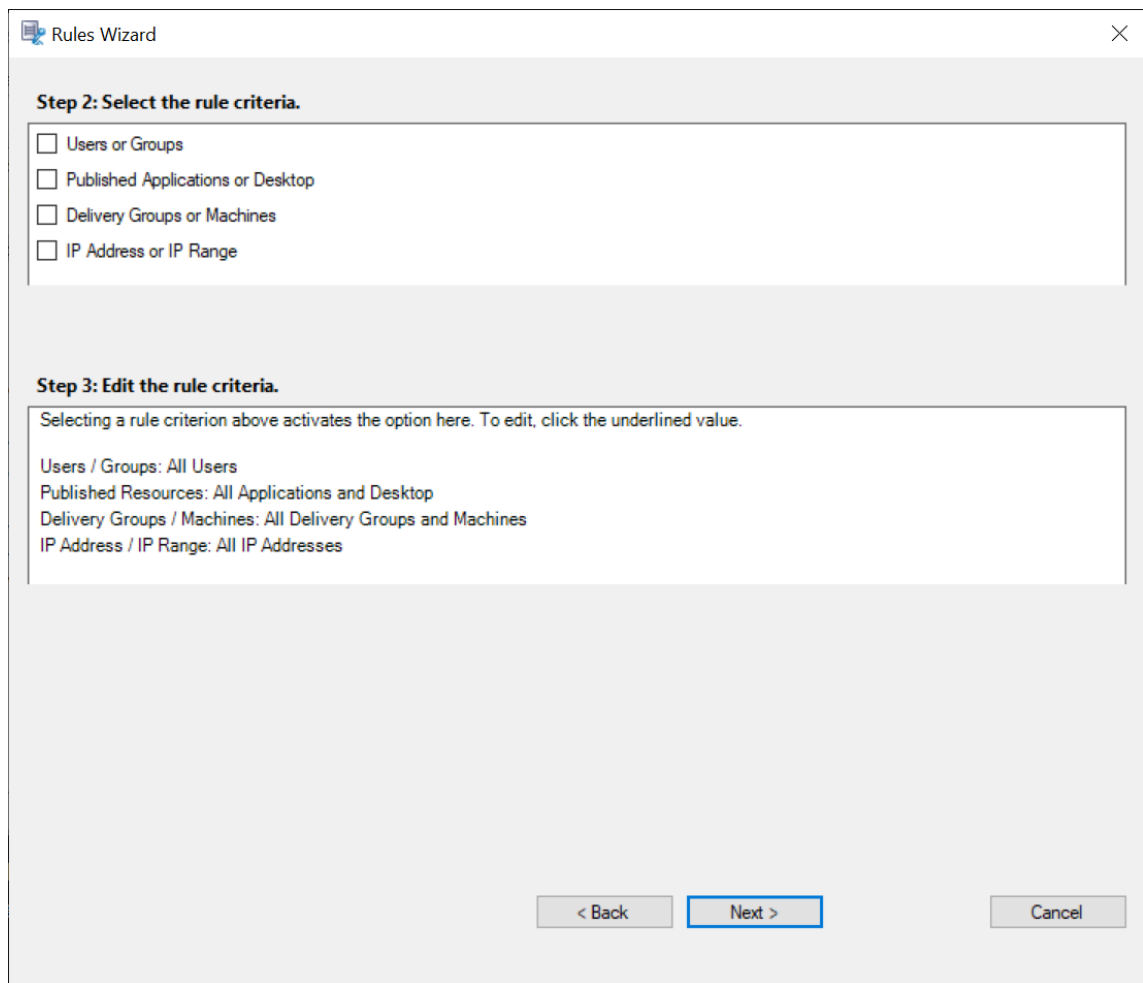 Rules Wizard
Step 2: Select the rule criteria.
Users or Groups
Published Applications or Desktop
Delivery Groups or Machines
IP Address or IP Range
Step 3: Edit the rule criteria.
Selecting a rule criterion above activates the option here. To edit, click the underlined value.
Users / Groups: All Users
Published Resources: All Applications and Desktop
Delivery Groups / Machines: All Delivery Groups and Machines
IP Address / IP Range: All IP Addresses
< Back Next > Cancel